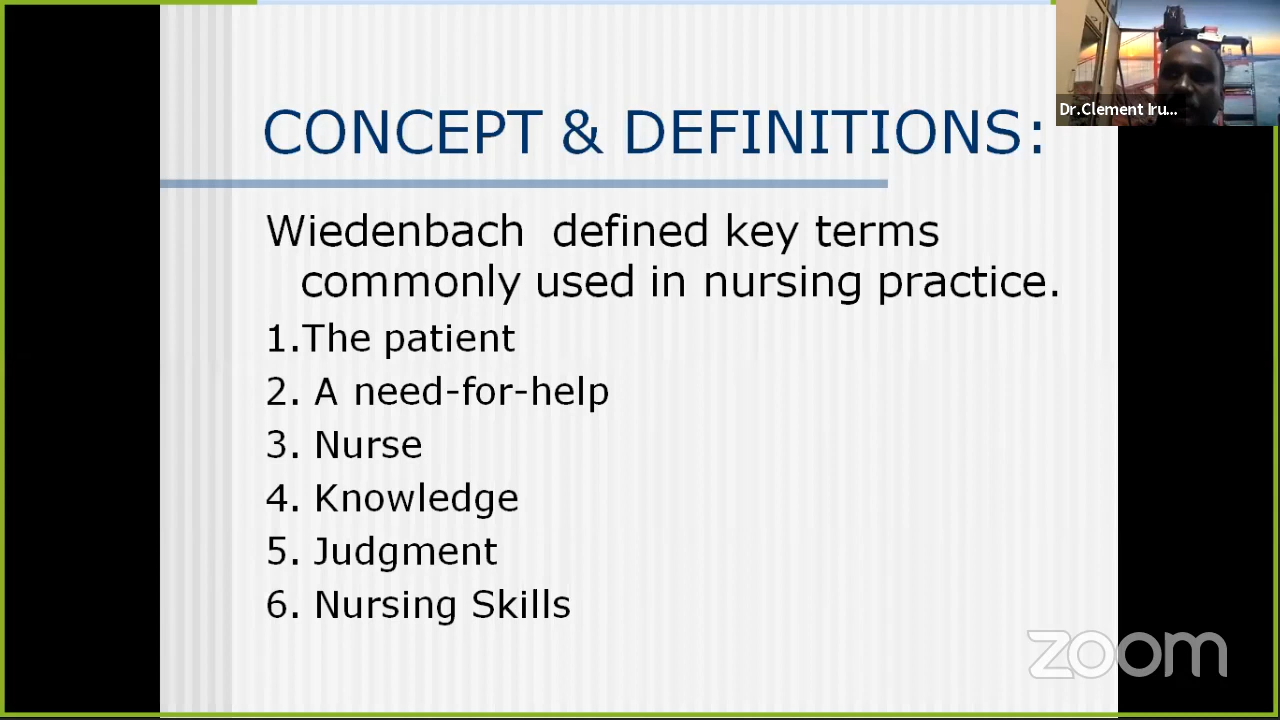 CONCEPT & DEFINITIONS:
Dr.Clement Iru...
Wiedenbach defined key terms
commonly used in nursing practice.
1.The patient
2. A need-for-help
3. Nurse
4. Knowledge
5. Judgment
6. Nursing Skills
zoom